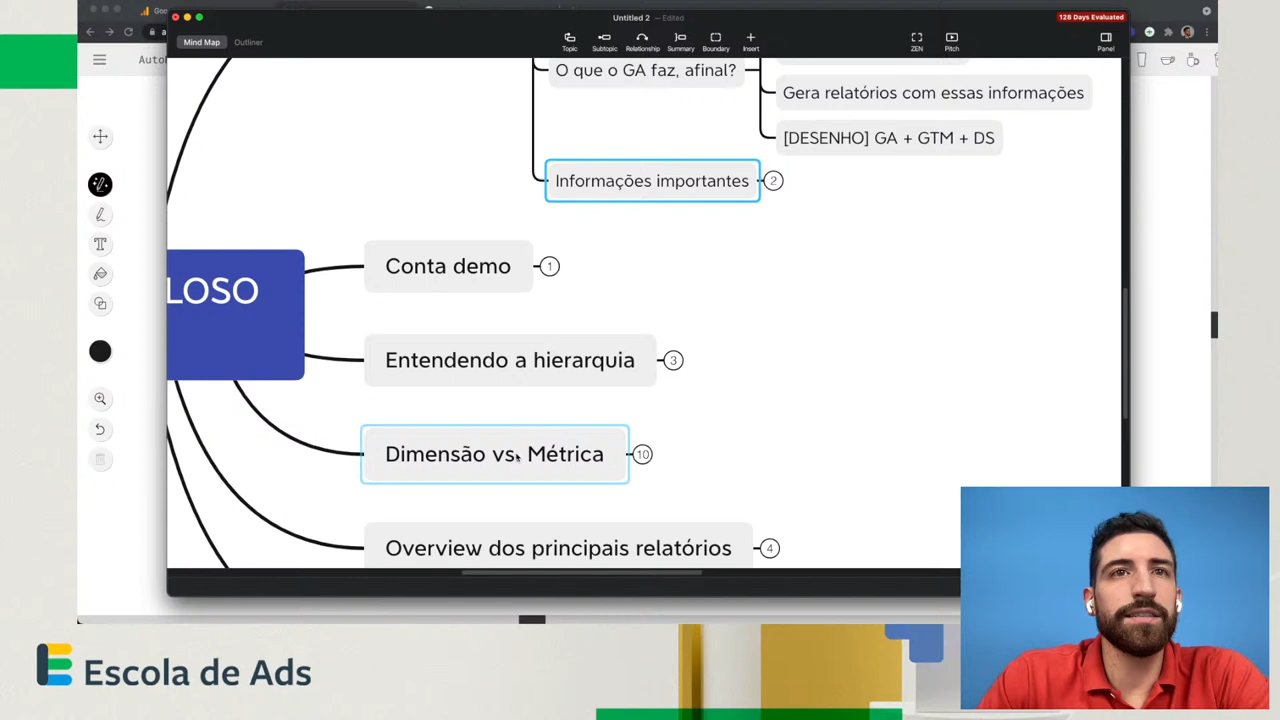 Untitled 2 — Edited
128 Days Evaluated
Goo
Mind Map
Outliner
Topic
Subtopic
Relationship
Summary
Boundary
Insert
ZEN
Pitch
Panel
a
Auto
O que o GA faz, afinal?
Gera relatórios com essas informações
[DESENHO] GA + GTM + DS
Informações importantes
2
LOSO
Conta demo
1
Entendendo a hierarquia
3
Dimensão vs. Métrica
10
Overview dos principais relatórios
4
Escola de Ads